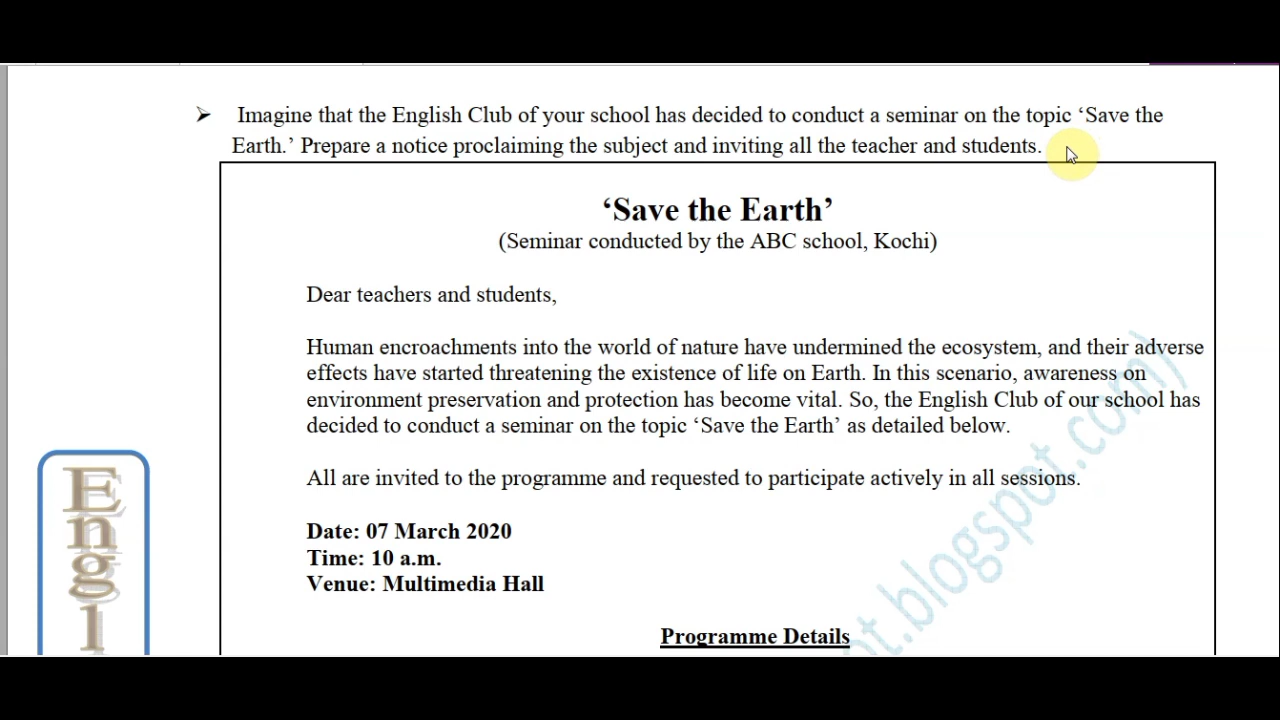 ➢ Imagine that the English Club of your school has decided to conduct a seminar on the topic ‘Save the
Earth.’ Prepare a notice proclaiming the subject and inviting all the teacher and students.
‘Save the Earth’
(Seminar conducted by the ABC school, Kochi)
Dear teachers and students,
Human encroachments into the world of nature have undermined the ecosystem, and their adverse
effects have started threatening the existence of life on Earth. In this scenario, awareness on
environment preservation and protection has become vital. So, the English Club of our school has
decided to conduct a seminar on the topic ‘Save the Earth’ as detailed below.
All are invited to the programme and requested to participate actively in all sessions.
Date: 07 March 2020
Time: 10 a.m.
Venue: Multimedia Hall
Programme Details
Engl
ot.blogspot.com)